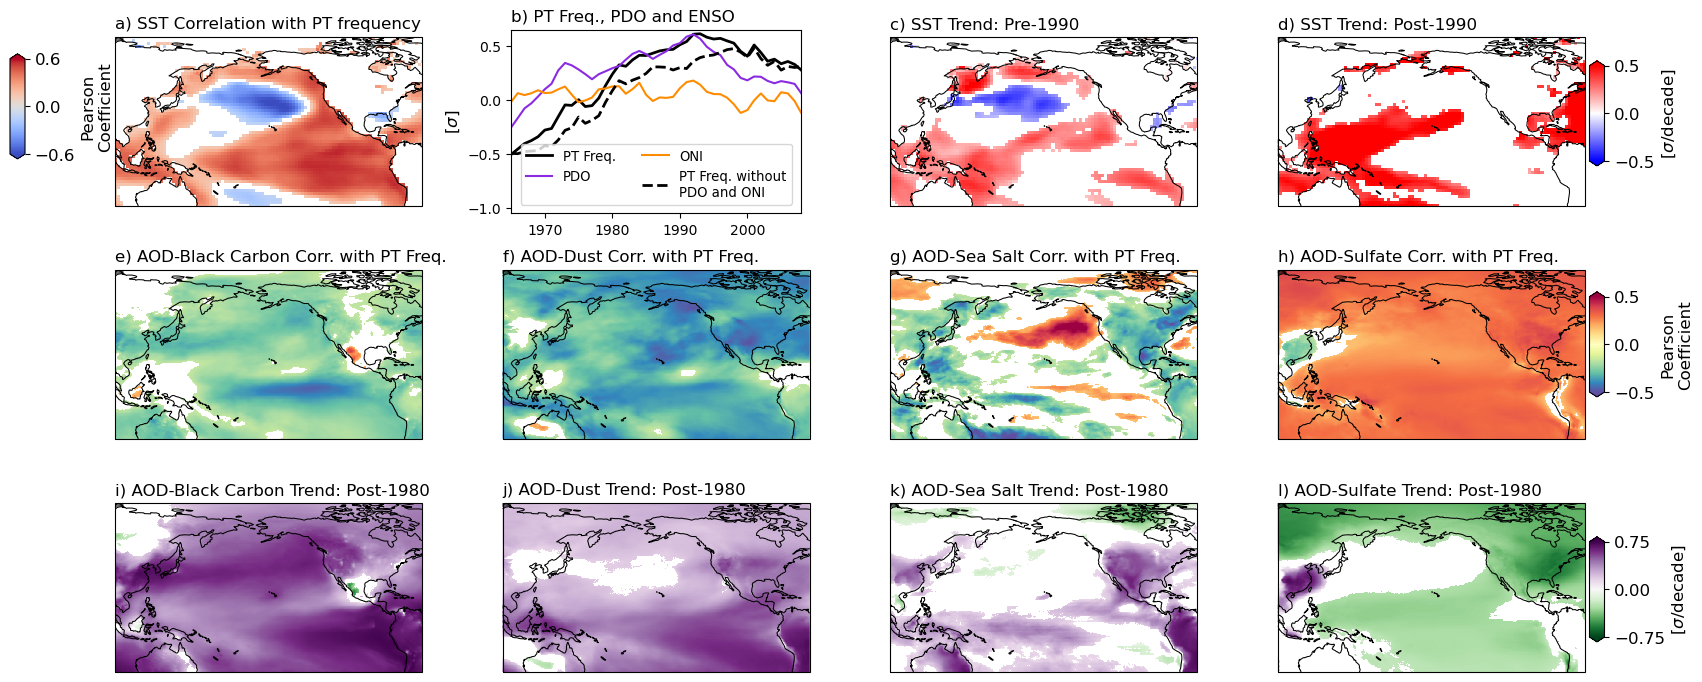 a) SST Correlation with PT frequency
0.6
0.0
−0.6
Pearson
Coefficient
b) PT Freq., PDO and ENSO
0.5
0.0
−0.5
−1.0
[σ]
PT Freq.
PDO
ONI
PT Freq. without
PDO and ONI
1970
1980
1990
2000
c) SST Trend: Pre-1990
d) SST Trend: Post-1990
0.5
0.0
−0.5
[σ/decade]
e) AOD-Black Carbon Corr. with PT Freq.
f) AOD-Dust Corr. with PT Freq.
g) AOD-Sea Salt Corr. with PT Freq.
h) AOD-Sulfate Corr. with PT Freq.
0.5
0.0
−0.5
Pearson
Coefficient
i) AOD-Black Carbon Trend: Post-1980
j) AOD-Dust Trend: Post-1980
k) AOD-Sea Salt Trend: Post-1980
l) AOD-Sulfate Trend: Post-1980
0.75
0.00
−0.75
[σ/decade]